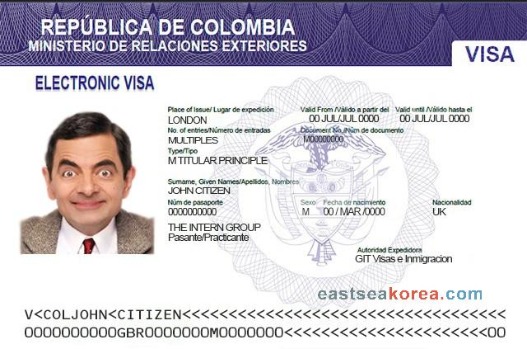 REPÚBLICA DE COLOMBIA
MINISTERIO DE RELACIONES EXTERIORES
VISA
ELECTRONIC VISA
Place of Issue/ Lugar de expedición Valid From /Válido a partir del Valid until /Válido hasta el
LONDON 00 JUL/JUL 0000 00 JUL/JUL 0000
No. of entries/Número de entradas Document No./Núm de documento
MULTIPLES M0000000
Type/Tipo
M TITULAR PRINCIPLE
Surname, Given Names/Apellidos, Nombres
JOHN CITIZEN
Núm de pasaporte Sexo Fecha de nacimiento Nacionalidad
0000000000 M 00 / MAR /0000 UK
THE INTERN GROUP
Pasante/Practicante
Autoridad Expedidora
GIT Visas e Inmigracion
eastseakorea.com
V<COLJOHN<CITIZEN<<<<<<<<<<<<<<<<<<<<<<<<<<<
0000000000GBR0000000M0000000<<<<<<<<<<<<<<00